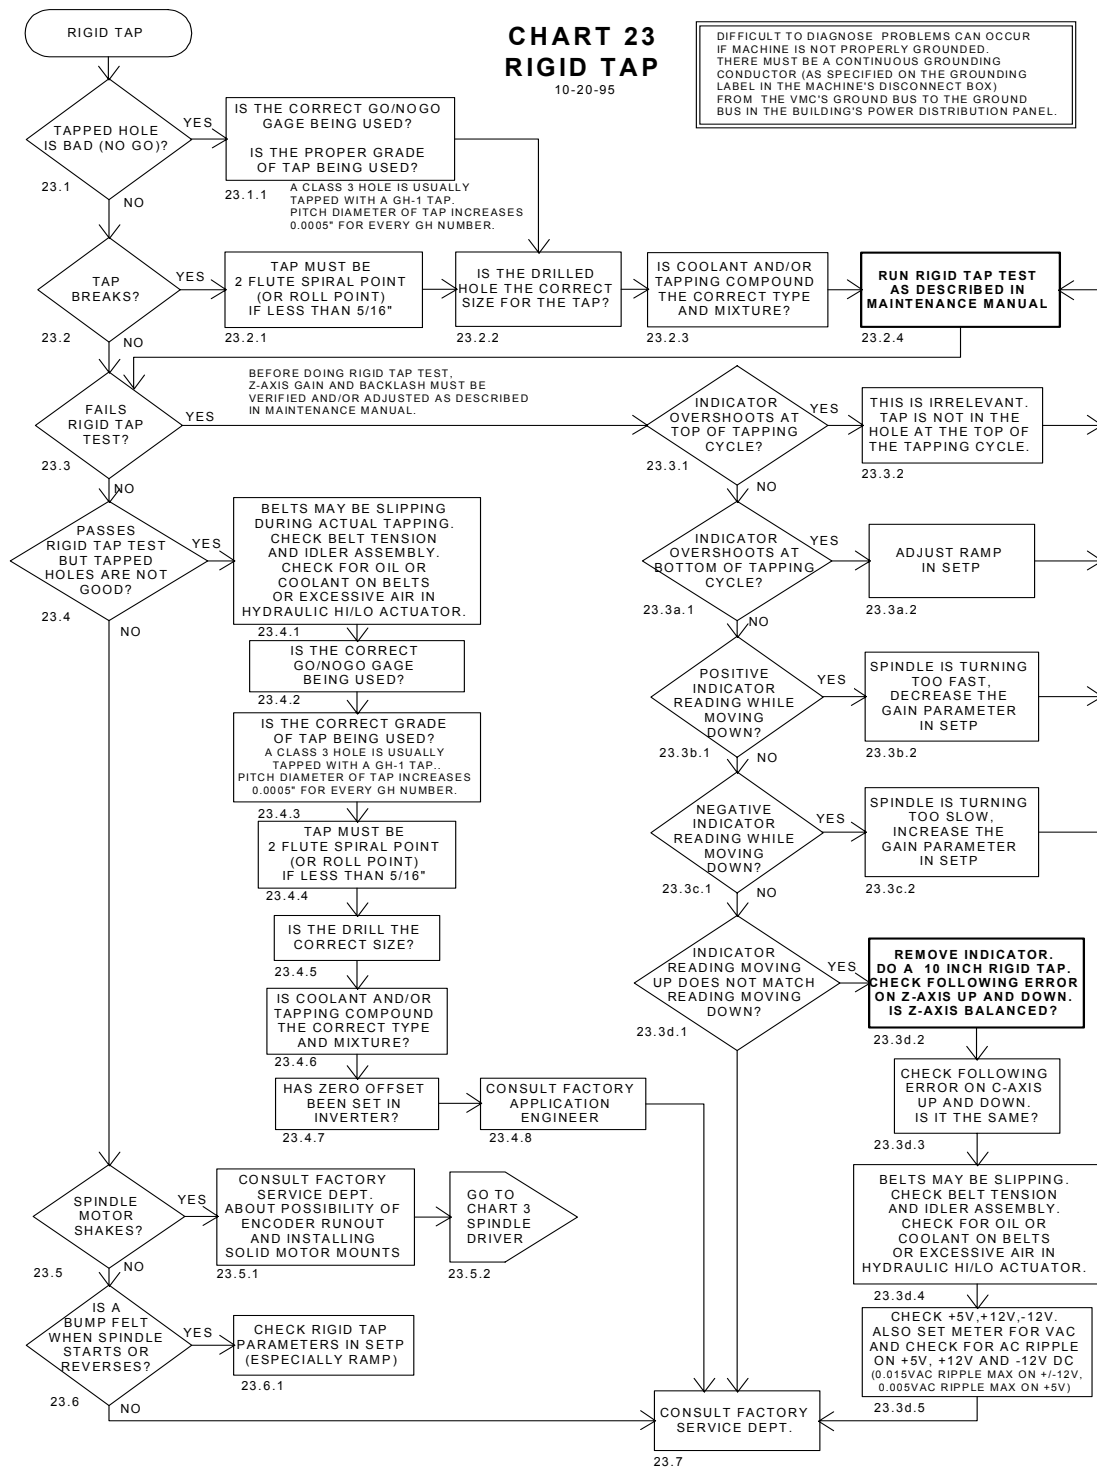 RIGID TAP
CHART 23
RIGID TAP
10-20-95
DIFFICULT TO DIAGNOSE PROBLEMS CAN OCCUR
IF MACHINE IS NOT PROPERLY GROUNDED.
THERE MUST BE A CONTINUOUS GROUNDING
CONDUCTOR (AS SPECIFIED ON THE GROUNDING
LABEL IN THE MACHINE'S DISCONNECT BOX)
FROM THE VMC'S GROUND BUS TO THE GROUND
BUS IN THE BUILDING'S POWER DISTRIBUTION PANEL.
TAPPED HOLE
IS BAD (NO GO)?
YES
23.1
NO
IS THE CORRECT GO/NOGO
GAGE BEING USED?
IS THE PROPER GRADE
OF TAP BEING USED?
23.1.1
A CLASS 3 HOLE IS USUALLY
TAPPED WITH A GH-1 TAP.
PITCH DIAMETER OF TAP INCREASES
0.0005" FOR EVERY GH NUMBER.
TAP
BREAKS?
YES
23.2
NO
TAP MUST BE
2 FLUTE SPIRAL POINT
(OR ROLL POINT)
IF LESS THAN 5/16"
23.2.1
IS THE DRILLED
HOLE THE CORRECT
SIZE FOR THE TAP?
23.2.2
IS COOLANT AND/OR
TAPPING COMPOUND
THE CORRECT TYPE
AND MIXTURE?
23.2.3
RUN RIGID TAP TEST
AS DESCRIBED IN
MAINTENANCE MANUAL
23.2.4
BEFORE DOING RIGID TAP TEST,
Z-AXIS GAIN AND BACKLASH MUST BE
VERIFIED AND/OR ADJUSTED AS DESCRIBED
IN MAINTENANCE MANUAL.
FAILS
RIGID TAP
TEST?
YES
23.3
NO
INDICATOR
OVERSHOOTS AT
TOP OF TAPPING
CYCLE?
YES
23.3.1
NO
THIS IS IRRELEVANT.
TAP IS NOT IN THE
HOLE AT THE TOP OF
THE TAPPING CYCLE.
23.3.2
PASSES
RIGID TAP TEST
BUT TAPPED
HOLES ARE NOT
GOOD?
YES
23.4
NO
BELTS MAY BE SLIPPING
DURING ACTUAL TAPPING.
CHECK BELT TENSION
AND IDLER ASSEMBLY.
CHECK FOR OIL OR
COOLANT ON BELTS
OR EXCESSIVE AIR IN
HYDRAULIC HI/LO ACTUATOR.
23.4.1
INDICATOR
OVERSHOOTS AT
BOTTOM OF TAPPING
CYCLE?
YES
23.3a.1
NO
ADJUST RAMP
IN SETP
23.3a.2
IS THE CORRECT
GO/NOGO GAGE
BEING USED?
23.4.2
POSITIVE
INDICATOR
READING WHILE
MOVING
DOWN?
YES
23.3b.1
NO
SPINDLE IS TURNING
TOO FAST,
DECREASE THE
GAIN PARAMETER
IN SETP
23.3b.2
IS THE CORRECT GRADE
OF TAP BEING USED?
A CLASS 3 HOLE IS USUALLY
TAPPED WITH A GH-1 TAP..
PITCH DIAMETER OF TAP INCREASES
0.0005" FOR EVERY GH NUMBER.
23.4.3
NEGATIVE
INDICATOR
READING WHILE
MOVING
DOWN?
YES
23.3c.1
NO
SPINDLE IS TURNING
TOO SLOW,
INCREASE THE
GAIN PARAMETER
IN SETP
23.3c.2
TAP MUST BE
2 FLUTE SPIRAL POINT
(OR ROLL POINT)
IF LESS THAN 5/16"
23.4.4
IS THE DRILL THE
CORRECT SIZE?
23.4.5
INDICATOR
READING MOVING
UP DOES NOT MATCH
READING MOVING
DOWN?
YES
23.3d.1
REMOVE INDICATOR.
DO A 10 INCH RIGID TAP.
CHECK FOLLOWING ERROR
ON Z-AXIS UP AND DOWN.
IS Z-AXIS BALANCED?
23.3d.2
IS COOLANT AND/OR
TAPPING COMPOUND
THE CORRECT TYPE
AND MIXTURE?
23.4.6
CHECK FOLLOWING
ERROR ON C-AXIS
UP AND DOWN.
IS IT THE SAME?
23.3d.3
HAS ZERO OFFSET
BEEN SET IN
INVERTER?
23.4.7
CONSULT FACTORY
APPLICATION
ENGINEER
23.4.8
BELTS MAY BE SLIPPING.
CHECK BELT TENSION
AND IDLER ASSEMBLY.
CHECK FOR OIL OR
COOLANT ON BELTS
OR EXCESSIVE AIR IN
HYDRAULIC HI/LO ACTUATOR.
23.3d.4
SPINDLE
MOTOR
SHAKES?
YES
23.5
NO
CONSULT FACTORY
SERVICE DEPT.
ABOUT POSSIBILITY OF
ENCODER RUNOUT
AND INSTALLING
SOLID MOTOR MOUNTS
23.5.1
GO TO
CHART 3
SPINDLE
DRIVER
23.5.2
IS A
BUMP FELT
WHEN SPINDLE
STARTS OR
REVERSES?
YES
23.6
NO
CHECK RIGID TAP
PARAMETERS IN SETP
(ESPECIALLY RAMP)
23.6.1
CHECK +5V,+12V,-12V.
ALSO SET METER FOR VAC
AND CHECK FOR AC RIPPLE
ON +5V, +12V AND -12V DC
(0.015VAC RIPPLE MAX ON +/-12V,
0.005VAC RIPPLE MAX ON +5V)
23.3d.5
CONSULT FACTORY
SERVICE DEPT.
23.7